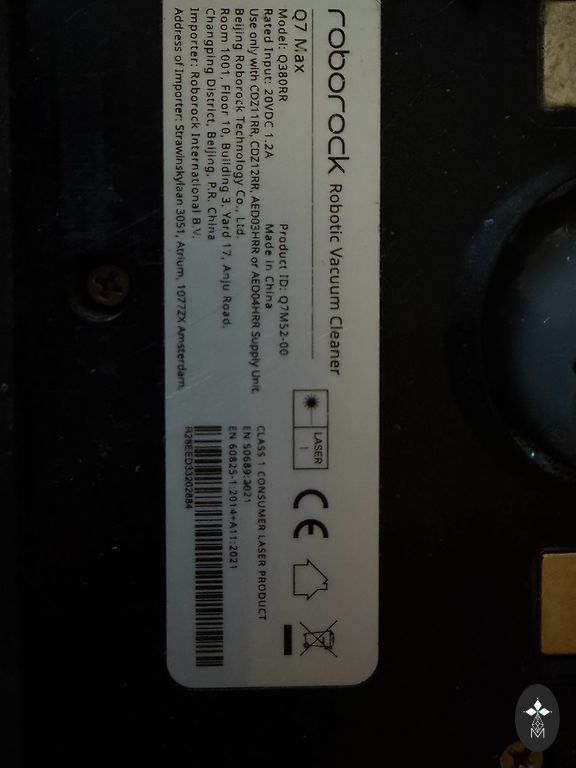 roborock Robotic Vacuum Cleaner
Q7 Max
Model: Q380RR Product ID: Q7M52-00
Rated Input: 20VDC 1.2A Made in China
Use only with CDZ11RR, CDZ12RR, AED03HRR or AED04HRR Supply Unit
Beijing Roborock Technology Co., Ltd.
Room 1001, Floor 10, Building 3, Yard 17, Anju Road,
Changping District, Beijing, P.R. China
Importer: Roborock International B.V.
Address of Importer: Strawinskylaan 3051, Atrium, 1077ZX Amsterdam
LASER
1
CE
CLASS 1 CONSUMER LASER PRODUCT
EN 50689:2021
EN 60825-1:2014+A11:2021
R28EED33202884
M